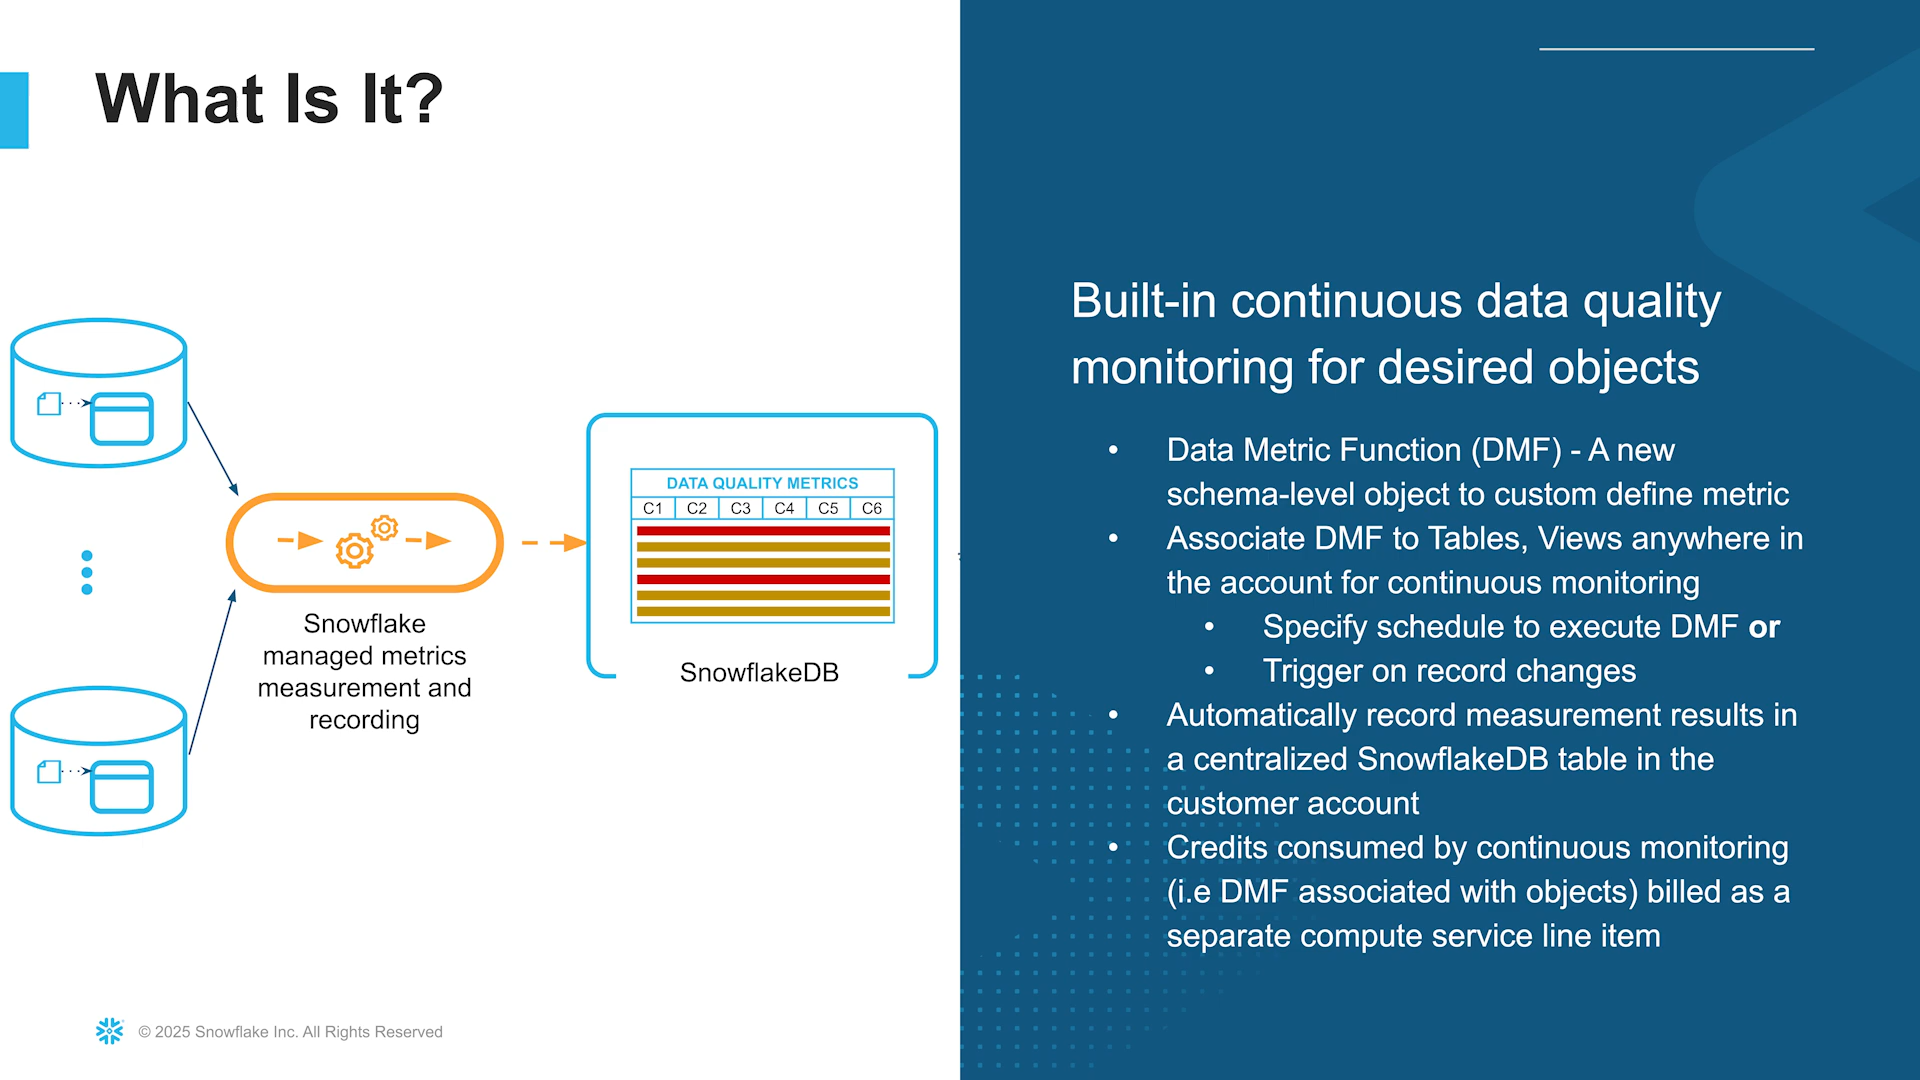 What Is It?
DATA QUALITY METRICS
C1 C2 C3 C4 C5 C6
Snowflake
managed metrics
measurement and
recording
SnowflakeDB
Built-in continuous data quality
monitoring for desired objects
• Data Metric Function (DMF) - A new
schema-level object to custom define metric
• Associate DMF to Tables, Views anywhere in
the account for continuous monitoring
• Specify schedule to execute DMF or
• Trigger on record changes
• Automatically record measurement results in
a centralized SnowflakeDB table in the
customer account
• Credits consumed by continuous monitoring
(i.e DMF associated with objects) billed as a
separate compute service line item
© 2025 Snowflake Inc. All Rights Reserved